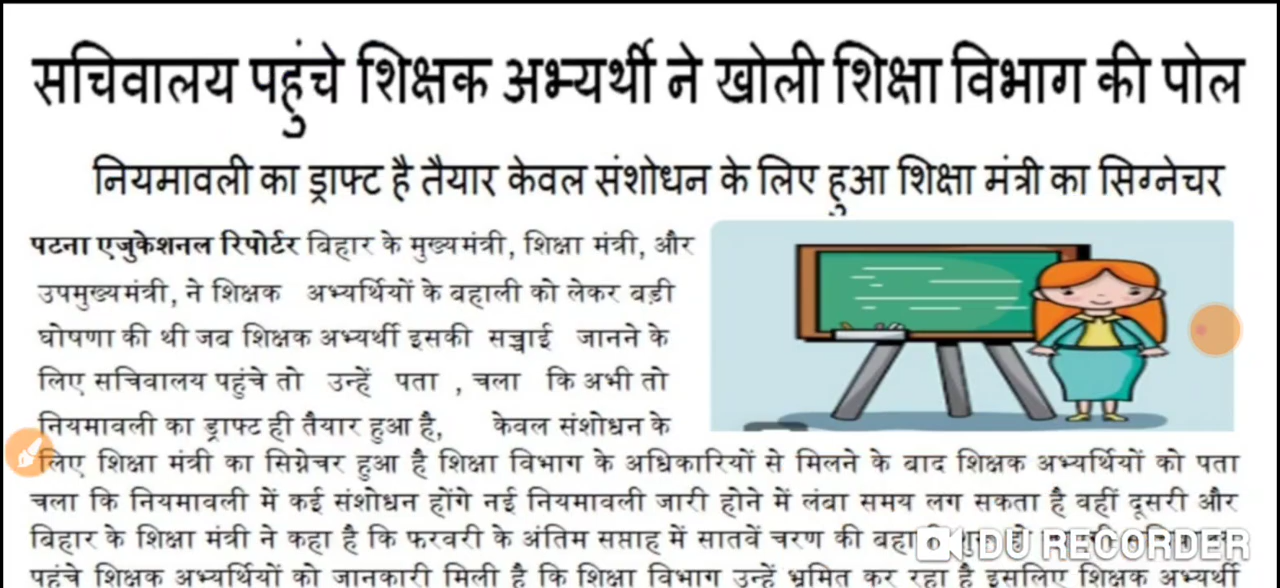 सचिवालय पहुंचे शिक्षक अभ्यर्थी ने खोली शिक्षा विभाग की पोल
नियमावली का ड्राफ्ट है तैयार केवल संशोधन के लिए हुआ शिक्षा मंत्री का सिग्नेचर
पटना एजुकेशनल रिपोर्टर बिहार के मुख्यमंत्री, शिक्षा मंत्री, और
उपमुख्यमंत्री, ने शिक्षक अभ्यर्थियों के बहाली को लेकर बड़ी
घोषणा की थी जब शिक्षक अभ्यर्थी इसकी सच्चाई जानने के
लिए सचिवालय पहुंचे तो उन्हें पता , चला कि अभी तो
नियमावली का ड्राफ्ट ही तैयार हुआ है, केवल संशोधन के
लिए शिक्षा मंत्री का सिग्नेचर हुआ है शिक्षा विभाग के अधिकारियों से मिलने के बाद शिक्षक अभ्यर्थियों को पता
चला कि नियमावली में कई संशोधन होंगे नई नियमावली जारी होने में लंबा समय लग सकता है वहीं दूसरी और
बिहार के शिक्षा मंत्री ने कहा है कि फरवरी के अंतिम सप्ताह में सातवें चरण की
DU RECORDER
पहुंचे शिक्षक अभ्यर्थियों को जानकारी मिली है कि शिक्षा विभाग उन्हें भ्रमित कर रहा है इसलिए शिक्षक अभ्यर्थी